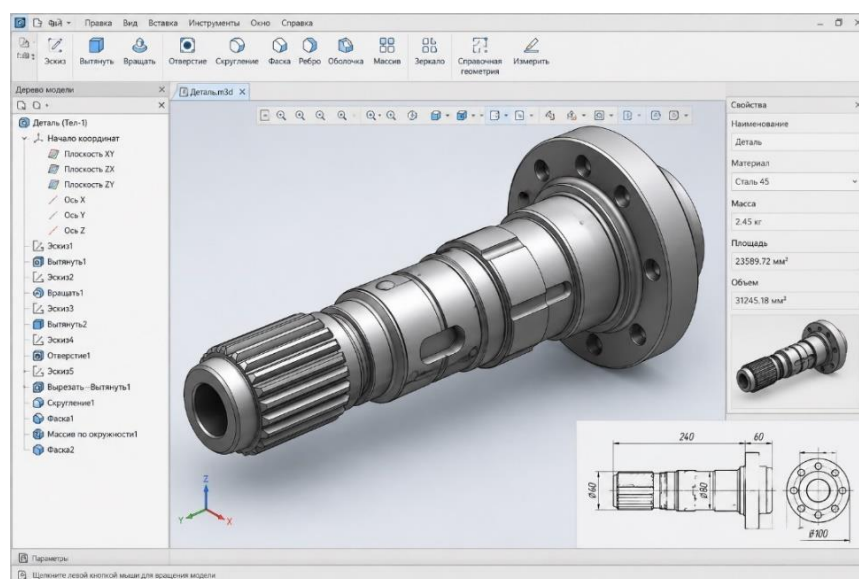 Правка Вид Вставка Инструменты Окно Справка
Эскиз Вытянуть Вращать Отверстие Скругление Фаска Ребро Оболочка Массив Зеркало Справочная геометрия Измерить
Дерево модели
Деталь (Тел-1)
Начало координат
Плоскость XY
Плоскость ZX
Плоскость ZY
Ось X
Ось Y
Ось Z
Эскиз1
Вытянуть1
Эскиз2
Вращать1
Эскиз3
Вытянуть2
Эскиз4
Отверстие1
Эскиз5
Вырезать-Вытянуть1
Скругление1
Фаска1
Массив по окружности1
Фаска2
Деталь.m3d
Z
Y
X
Свойства
Наименование
Деталь
Материал
Сталь 45
Масса
2.45 кг
Площадь
23589.72 мм²
Объем
31245.18 мм²
240
60
Ø60
Ø80
Ø100
Параметры
Щелкните левой кнопкой мыши для вращения модели